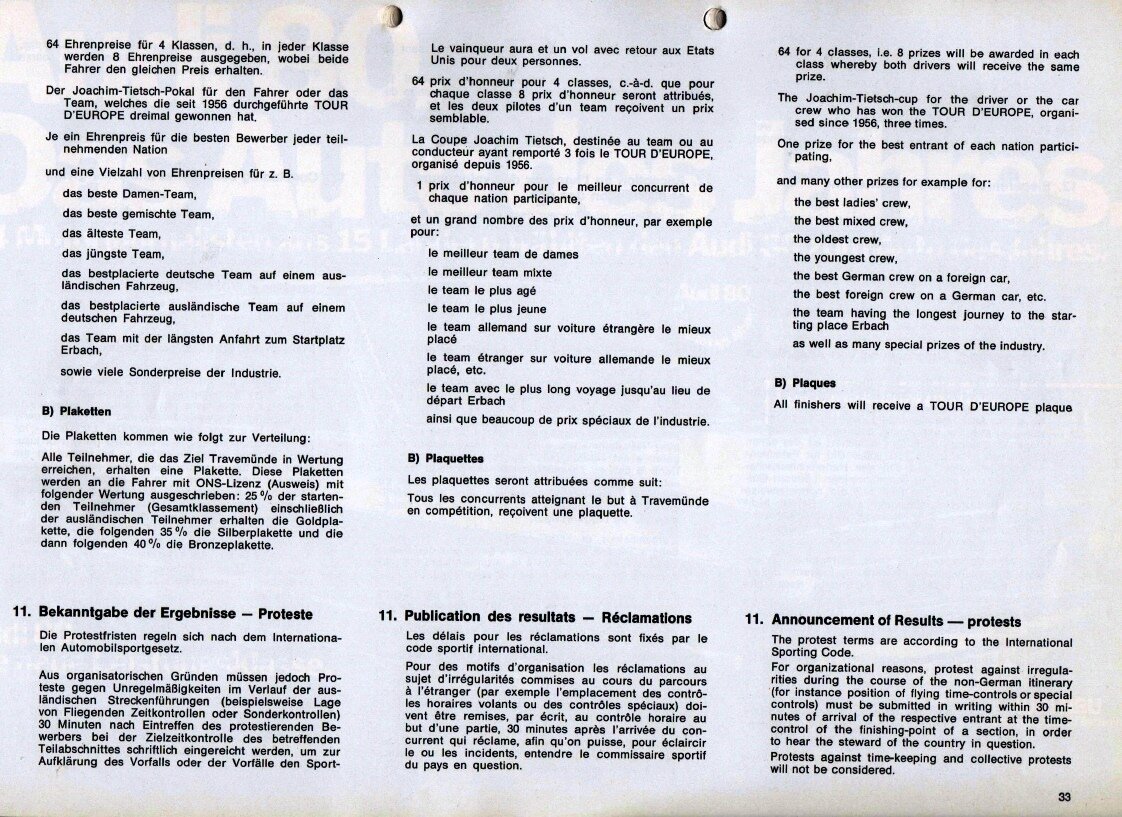 64 Ehrenpreise für 4 Klassen, d. h., in jeder Klasse
werden 8 Ehrenpreise ausgegeben, wobei beide
Fahrer den gleichen Preis erhalten.
Der Joachim-Tietsch-Pokal für den Fahrer oder das
Team, welches die seit 1956 durchgeführte TOUR
D'EUROPE dreimal gewonnen hat.
Je ein Ehrenpreis für die besten Bewerber jeder teil-
nehmenden Nation
und eine Vielzahl von Ehrenpreisen für z. B.
das beste Damen-Team,
das beste gemischte Team,
das älteste Team,
das jüngste Team,
das bestplacierte deutsche Team auf einem aus-
ländischen Fahrzeug,
das bestplacierte ausländische Team auf einem
deutschen Fahrzeug,
das Team mit der längsten Anfahrt zum Startplatz
Erbach,
sowie viele Sonderpreise der Industrie.
B) Plaketten
Die Plaketten kommen wie folgt zur Verteilung:
Alle Teilnehmer, die das Ziel Travemünde in Wertung
erreichen, erhalten eine Plakette. Diese Plaketten
werden an die Fahrer mit ONS-Lizenz (Ausweis) mit
folgender Wertung ausgeschrieben: 25 % der starten-
den Teilnehmer (Gesamtklassement) einschließlich
der ausländischen Teilnehmer erhalten die Goldpla-
kette, die folgenden 35 % die Silberplakette und die
dann folgenden 40 % die Bronzeplakette.
11. Bekanntgabe der Ergebnisse — Proteste
Die Protestfristen regeln sich nach dem Internationa-
len Automobilsportgesetz.
Aus organisatorischen Gründen müssen jedoch Pro-
teste gegen Unregelmäßigkeiten im Verlauf der aus-
ländischen Streckenführungen (beispielsweise Lage
von Fliegenden Zeitkontrollen oder Sonderkontrollen)
30 Minuten nach Eintreffen des protestierenden Be-
werbers bei der Zielzeitkontrolle des betreffenden
Teilabschnittes schriftlich eingereicht werden, um zur
Aufklärung des Vorfalls oder der Vorfälle den Sport-
Le vainqueur aura et un vol avec retour aux Etats
Unis pour deux personnes.
64 prix d'honneur pour 4 classes, c.-à-d. que pour
chaque classe 8 prix d'honneur seront attribués,
et les deux pilotes d'un team reçoivent un prix
semblable.
La Coupe Joachim Tietsch, destinée au team ou au
conducteur ayant remporté 3 fois le TOUR D'EUROPE,
organisé depuis 1956.
1 prix d'honneur pour le meilleur concurrent de
chaque nation participante,
et un grand nombre des prix d'honneur, par exemple
pour:
le meilleur team de dames
le meilleur team mixte
le team le plus agé
le team le plus jeune
le team allemand sur voiture étrangère le mieux
placé
le team étranger sur voiture allemande le mieux
placé, etc.
le team avec le plus long voyage jusqu'au lieu de
départ Erbach
ainsi que beaucoup de prix spéciaux de l'industrie.
B) Plaquettes
Les plaquettes seront attribuées comme suit:
Tous les concurrents atteignant le but à Travemünde
en compétition, reçoivent une plaquette.
11. Publication des resultats — Réclamations
Les délais pour les réclamations sont fixés par le
code sportif international.
Pour des motifs d'organisation les réclamations au
sujet d'irrégularités commises au cours du parcours
à l'étranger (par exemple l'emplacement des contrô-
les horaires volants ou des contrôles spéciaux) doi-
vent être remises, par écrit, au contrôle horaire au
but d'une partie, 30 minutes après l'arrivée du con-
current qui réclame, afin qu'on puisse, pour éclaircir
le ou les incidents, entendre le commissaire sportif
du pays en question.
64 for 4 classes, i.e. 8 prizes will be awarded in each
class whereby both drivers will receive the same
prize.
The Joachim-Tietsch-cup for the driver or the car
crew who has won the TOUR D'EUROPE, organi-
sed since 1956, three times.
One prize for the best entrant of each nation partici-
pating,
and many other prizes for example for:
the best ladies' crew,
the best mixed crew,
the oldest crew,
the youngest crew,
the best German crew on a foreign car,
the best foreign crew on a German car, etc.
the team having the longest journey to the star-
ting place Erbach
as well as many special prizes of the industry.
B) Plaques
All finishers will receive a TOUR D'EUROPE plaque
11. Announcement of Results — protests
The protest terms are according to the International
Sporting Code.
For organizational reasons, protest against irregula-
rities during the course of the non-German itinerary
(for instance position of flying time-controls or special
controls) must be submitted in writing within 30 mi-
nutes of arrival of the respective entrant at the time-
control of the finishing-point of a section, in order
to hear the steward of the country in question.
Protests against time-keeping and collective protests
will not be considered.
33